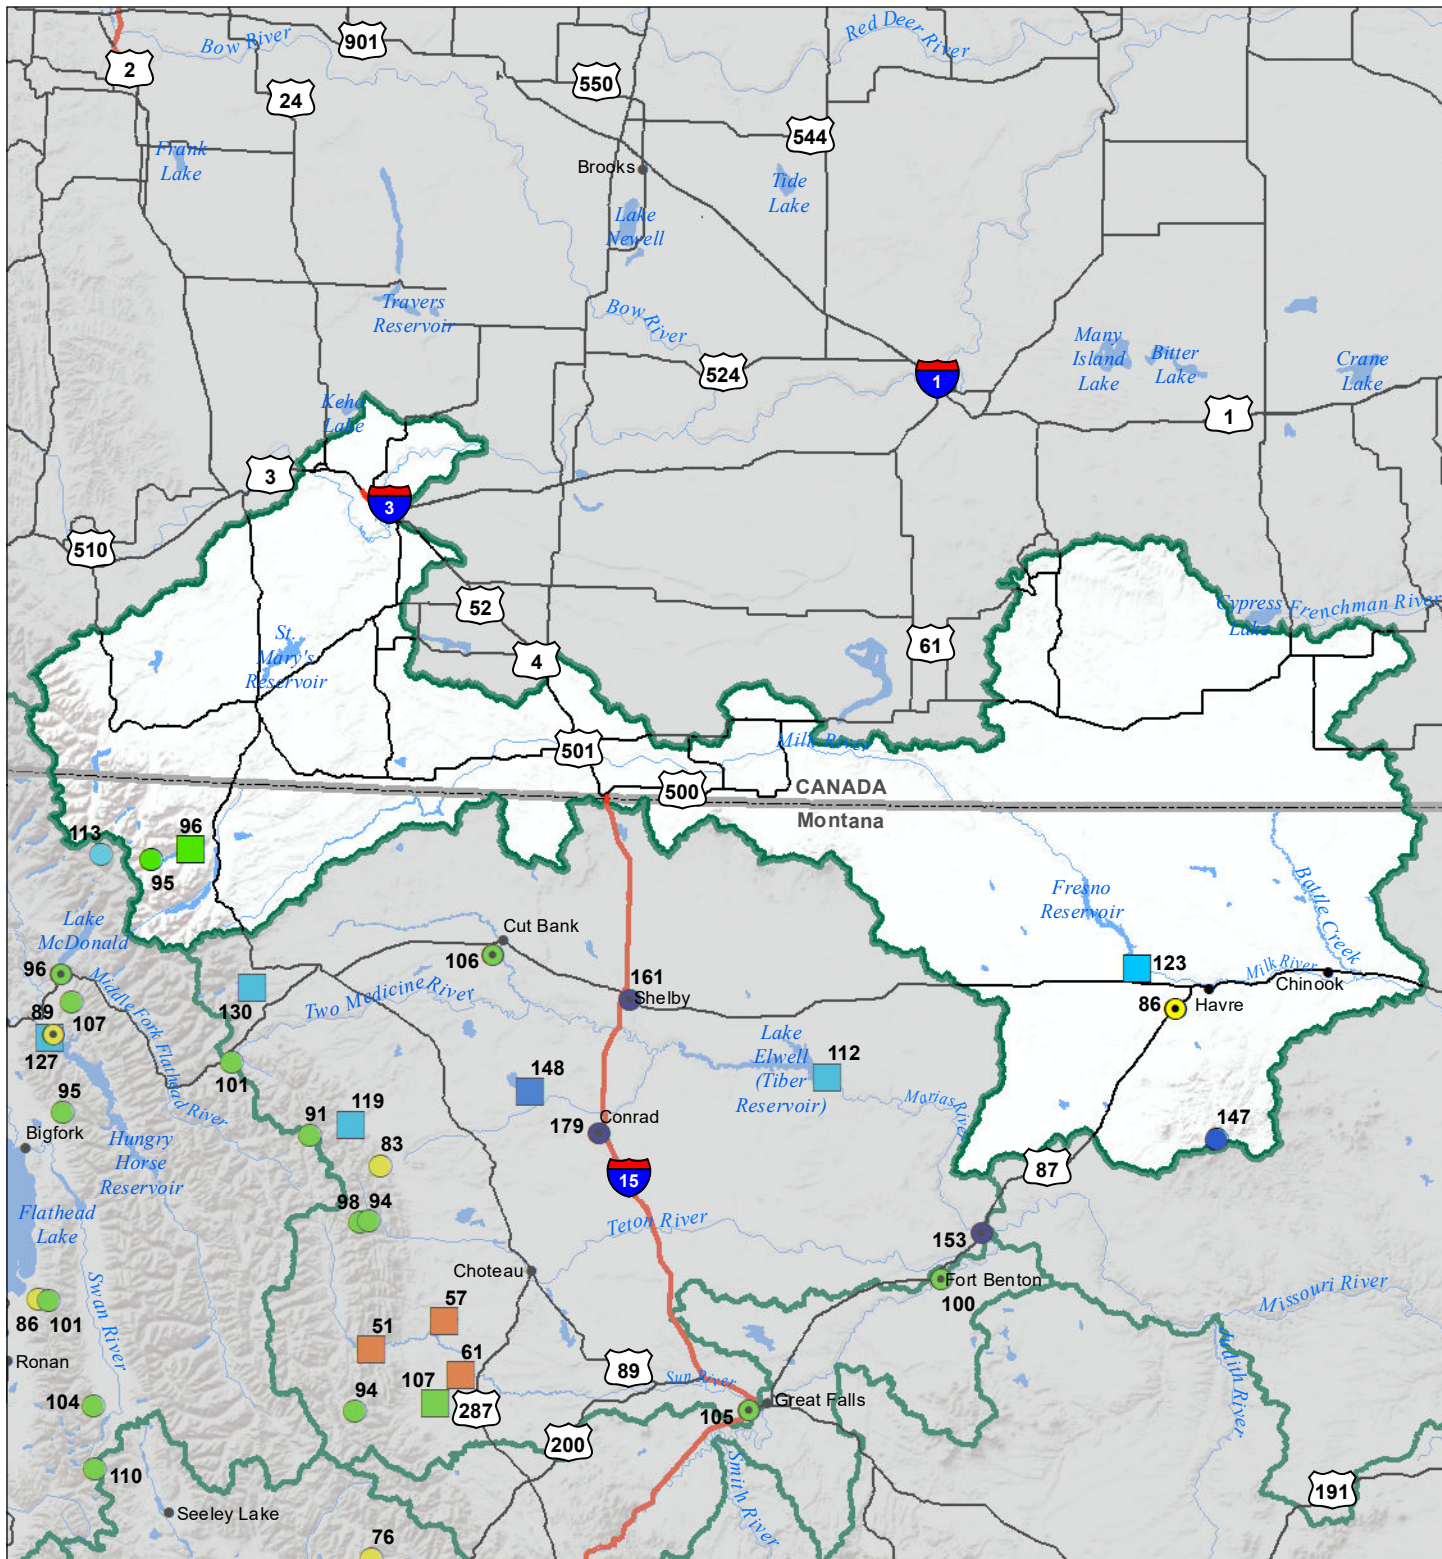 Bow River
901
Red Deer River
2
24
550
544
Frank
Lake
Brooks
Tide
Lake
Lake
Newell
Travers
Reservoir
Bow River
Many
Island
Lake
Bitter
Lake
Crane
Lake
524
1
1
Keho
Lake
3
3
510
52
Cypress
Lake
Frenchman River
St.
Mary's
Reservoir
4
61
501
Milk River
500
CANADA
Montana
113
96
95
Fresno
Reservoir
Battle Creek
Lake
McDonald
Cut Bank
106
96
Middle Fork Flathead River
107
89
127
130
Two Medicine River
161
Shelby
123
Milk River
Chinook
Havre
86
Lake
Elwell
(Tiber
Reservoir)
112
101
148
Marias River
95
Bigfork
91
119
Conrad
179
147
Hungry
Horse
Reservoir
83
15
87
98
94
Flathead
Lake
Teton River
153
Choteau
Fort Benton
100
Missouri River
Swan River
86
101
57
51
Ronan
61
89
Sun River
Judith River
104
94
107
287
105
Great Falls
200
110
Smith River
191
Seeley Lake
76